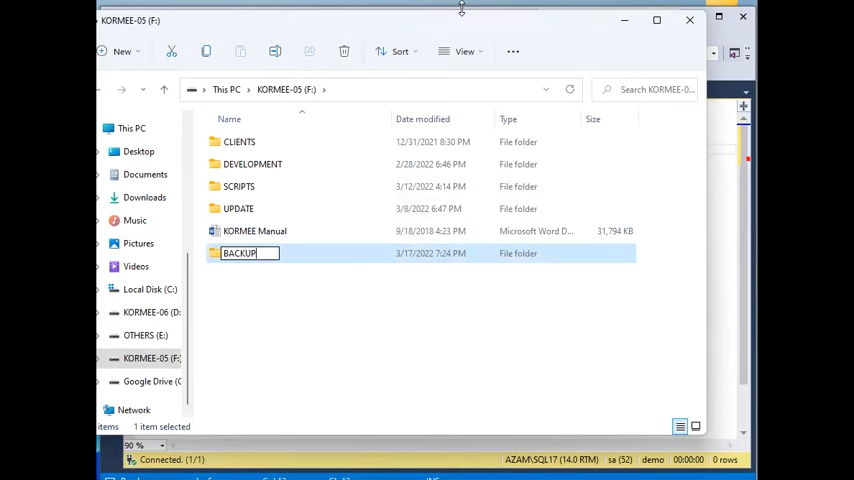 KORMEE-05 (F:)
New
Sort
View
This PC
KORMEE-05 (F:)
Search KORMEE-0...
Name
Date modified
Type
Size
CLIENTS
12/31/2021 8:30 PM
File folder
DEVELOPMENT
2/28/2022 6:46 PM
File folder
SCRIPTS
3/12/2022 4:14 PM
File folder
UPDATE
3/8/2022 6:47 PM
File folder
KORMEE Manual
9/18/2018 4:23 PM
Microsoft Word D...
31,794 KB
BACKUP
3/17/2022 7:24 PM
File folder
This PC
Desktop
Documents
Downloads
Music
Pictures
Videos
Local Disk (C:)
KORMEE-06 (D:
OTHERS (E:)
KORMEE-05 (F:)
Google Drive (G
Network
items
1 item selected
90 %
Connected. (1/1)
AZAM\SQL17 (14.0 RTM)
sa (52)
demo
00:00:00
0 rows